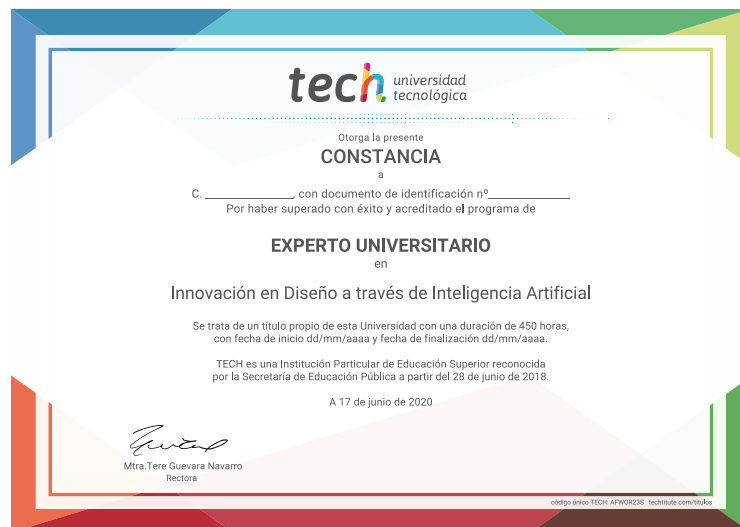 tech universidad
tecnológica
Otorga la presente
CONSTANCIA
a
C. ________________, con documento de identificación nº______________
Por haber superado con éxito y acreditado el programa de
EXPERTO UNIVERSITARIO
en
Innovación en Diseño a través de Inteligencia Artificial
Se trata de un título propio de esta Universidad con una duración de 450 horas,
con fecha de inicio dd/mm/aaaa y fecha de finalización dd/mm/aaaa.
TECH es una Institución Particular de Educación Superior reconocida
por la Secretaría de Educación Pública a partir del 28 de junio de 2018.
A 17 de junio de 2020
Mtra.Tere Guevara Navarro
Rectora
código único TECH: AFWOR23S techtitute.com/titulos